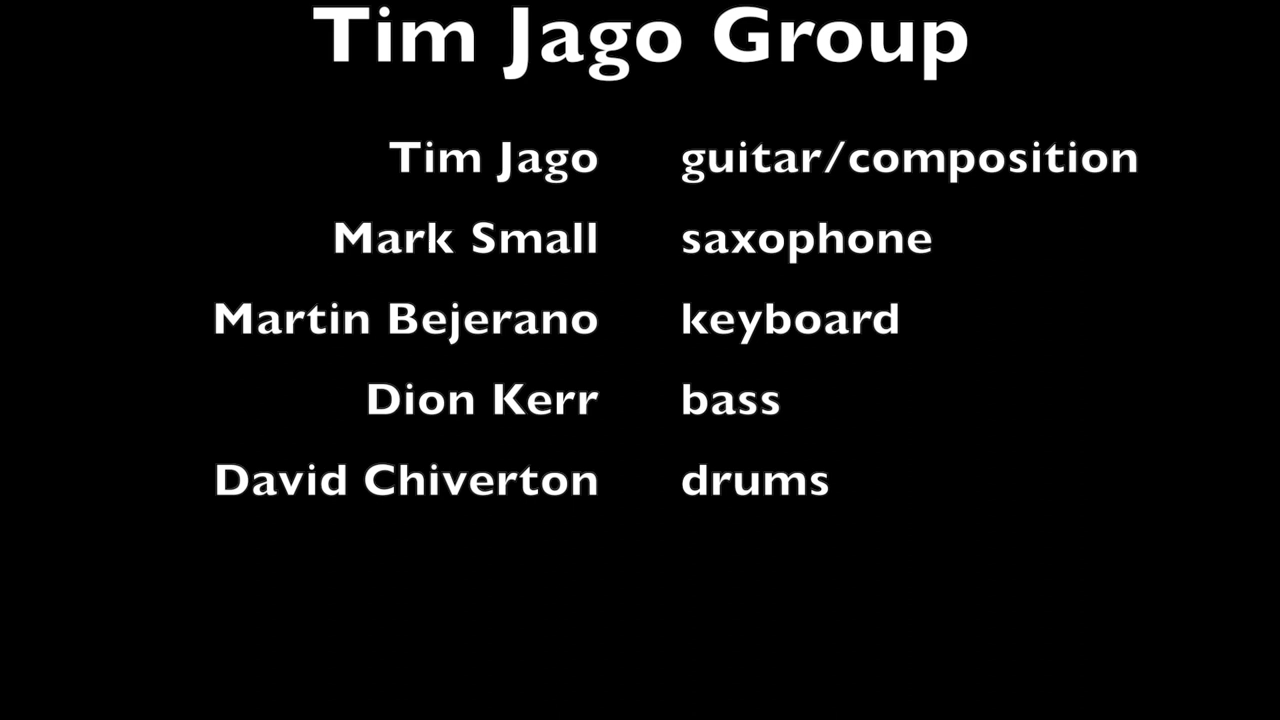 Tim Jago Group
Tim Jago guitar/composition
Mark Small saxophone
Martin Bejerano keyboard
Dion Kerr bass
David Chiverton drums